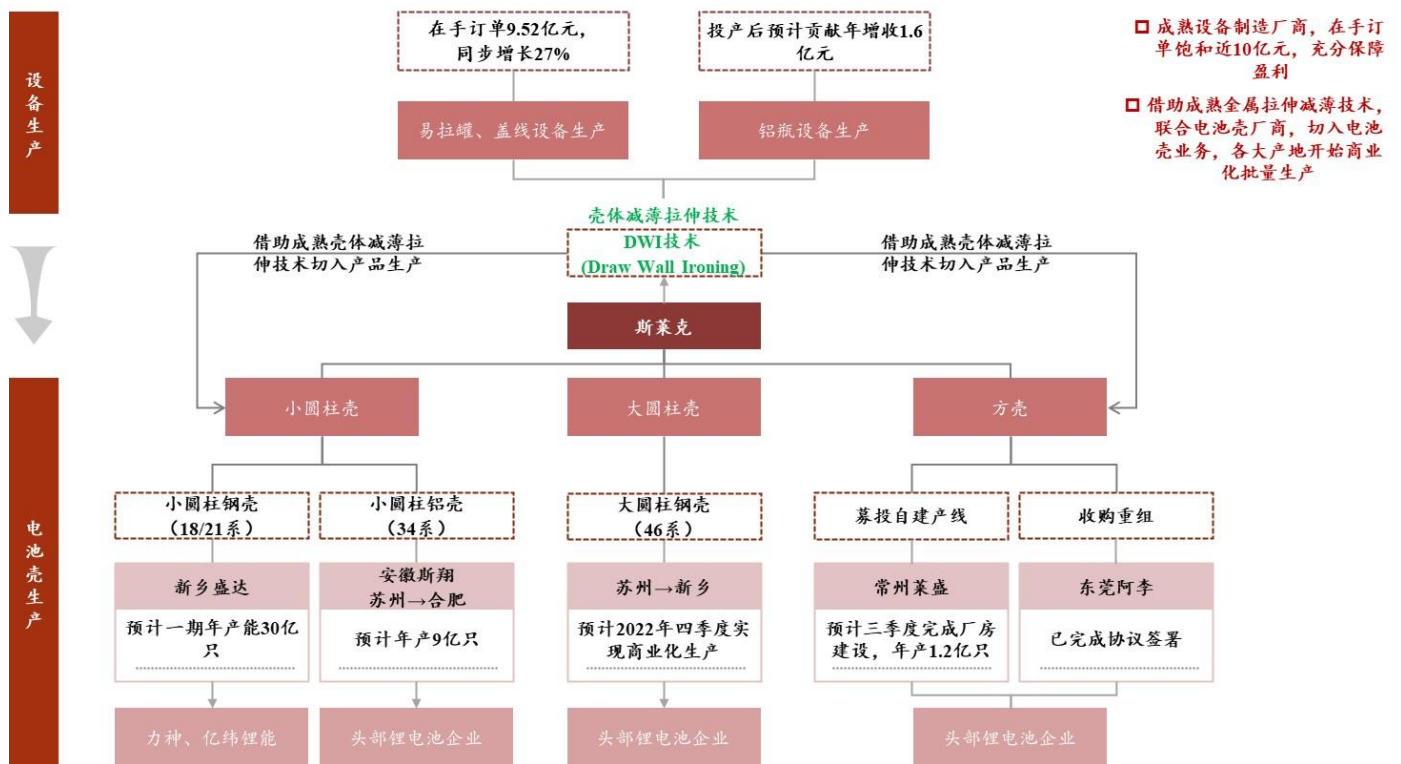 设备生产
在手订单9.52亿元,
同步增长27%
投产后预计贡献年增收1.6
亿元
易拉罐、盖线设备生产
铝瓶设备生产
成熟设备制造厂商，在手订
单饱和近10亿元，充分保障
盈利
借助成熟金属拉伸减薄技术，
联合电池壳厂商，切入电池
壳业务，各大产地开始商业
化批量生产
壳体减薄拉伸技术
DWI技术
(Draw Wall Ironing)
借助成熟壳体减薄拉
伸技术切入产品生产
借助成熟壳体减薄拉
伸技术切入产品生产
斯莱克
电池壳生产
小圆柱壳
大圆柱壳
方壳
小圆柱钢壳
（18/21系）
小圆柱铝壳
（34系）
大圆柱钢壳
（46系）
募投自建产线
收购重组
新乡盛达
预计一期年产能30亿
只
安徽斯翔
苏州→合肥
预计年产9亿只
苏州→新乡
预计2022年四季度实
现商业化生产
常州莱盛
预计三季度完成厂房
建设，年产1.2亿只
东莞阿李
已完成协议签署
力神、亿纬锂能
头部锂电池企业
头部锂电池企业
头部锂电池企业